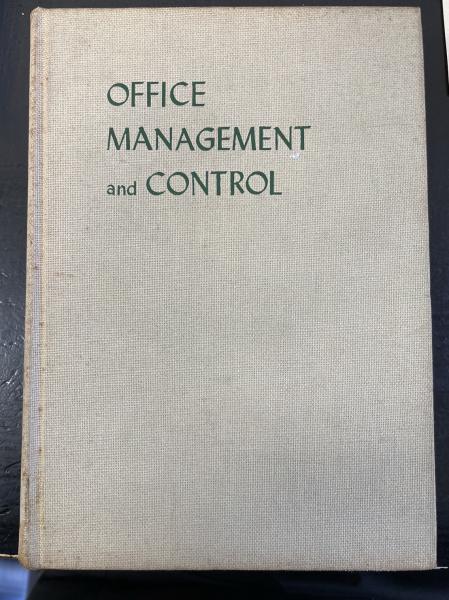 OFFICE
MANAGEMENT
and CONTROL